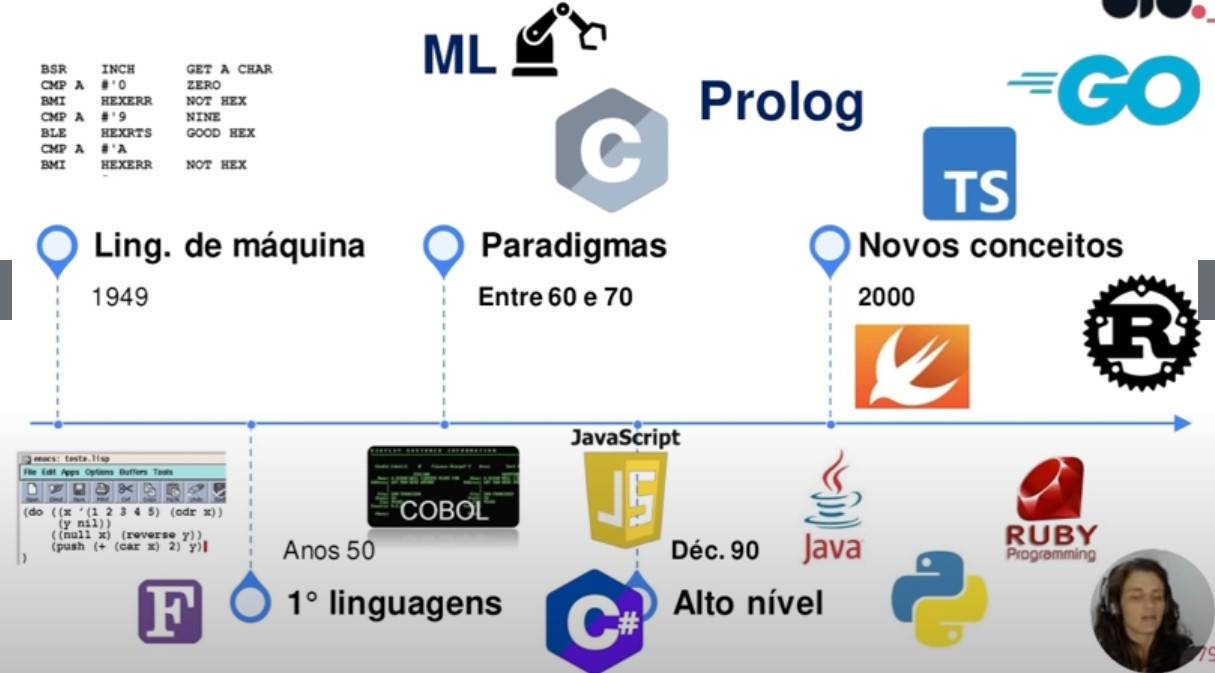 BSR INCH GET A CHAR
CMP A #'0 ZERO
BMI HEXERR NOT HEX
CMP A #'9 NINE
BLE HEXRTS GOOD HEX
CMP A #'A
BMI HEXERR NOT HEX
ML
C
Prolog
GO
TS
Ling. de máquina
1949
Paradigmas
Entre 60 e 70
Novos conceitos
2000
R
emacs: teste.lisp
File Edit Apps Options Buffers Tools
(do ((x '(1 2 3 4 5) (cdr x))
(y nil))
((null x) (reverse y))
(push (+ (car x) 2) y)
)
F
Anos 50
1° linguagens
COBOL
JavaScript
JS
C#
Déc. 90
Alto nível
Java
RUBY
Programming
79